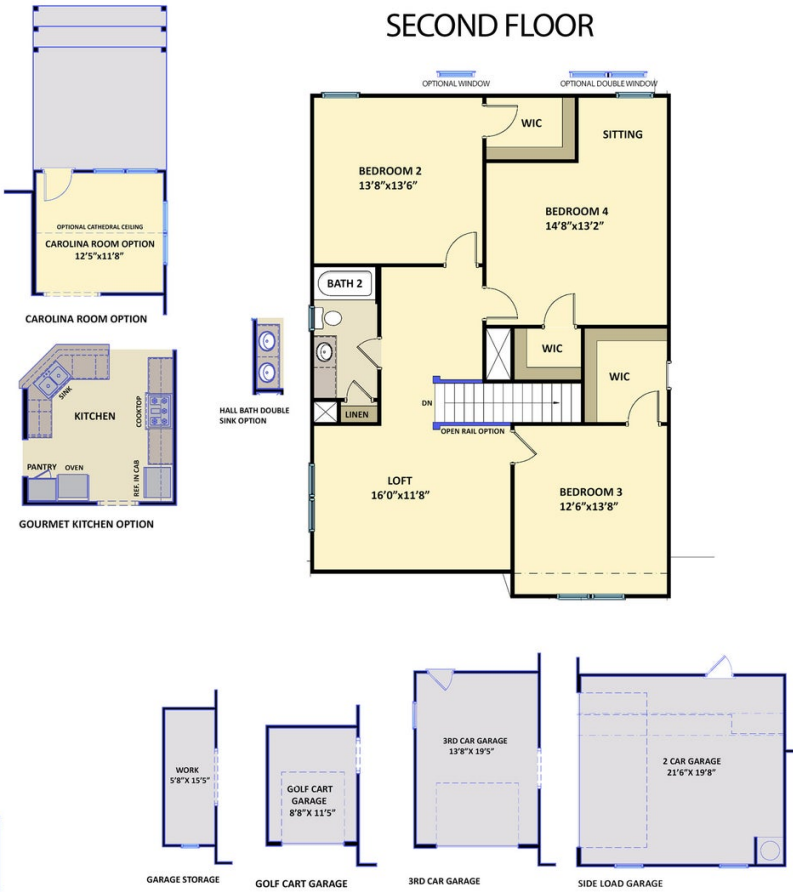 SECOND FLOOR
OPTIONAL WINDOW
OPTIONAL DOUBLE WINDOW
WIC
SITTING
BEDROOM 2
13'8"x13'6"
BEDROOM 4
14'8"x13'2"
BATH 2
WIC
WIC
DN
LINEN
OPEN RAIL OPTION
LOFT
16'0"x11'8"
BEDROOM 3
12'6"x13'8"
OPTIONAL CATHEDRAL CEILING
CAROLINA ROOM OPTION
12'5"x11'8"
CAROLINA ROOM OPTION
SINK
KITCHEN
COOKTOP
PANTRY
OVEN
REF. IN CAB
GOURMET KITCHEN OPTION
HALL BATH DOUBLE
SINK OPTION
WORK
5'8"X 15'5"
GARAGE STORAGE
GOLF CART
GARAGE
8'8"X 11'5"
GOLF CART GARAGE
3RD CAR GARAGE
13'8"X 19'5"
3RD CAR GARAGE
2 CAR GARAGE
21'6"X 19'8"
SIDE LOAD GARAGE